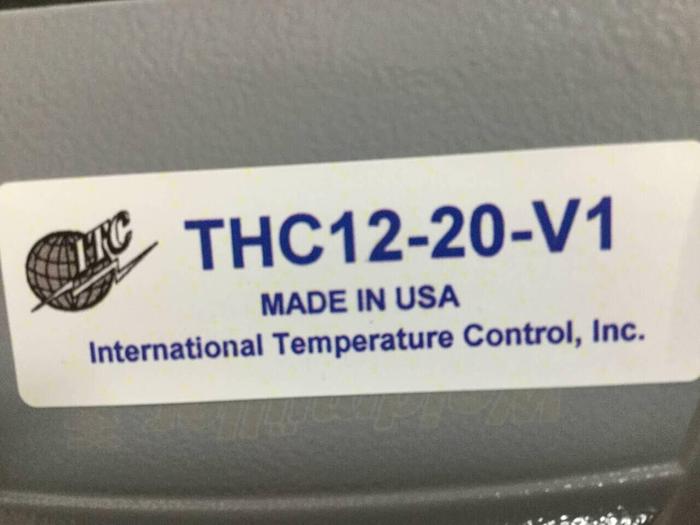 ITC
THC12-20-V1
MADE IN USA
International Temperature Control, Inc.